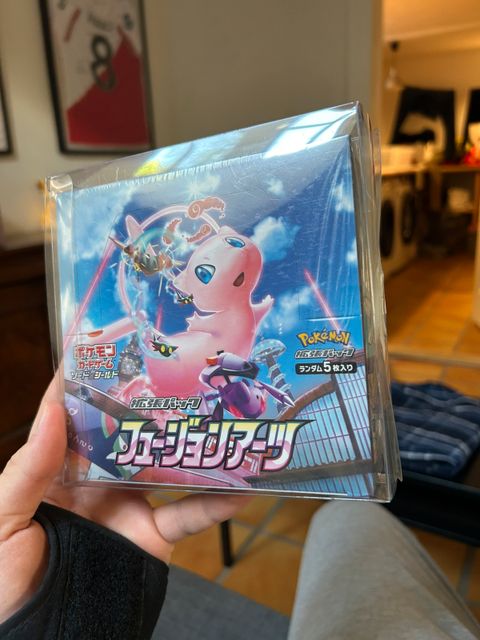 8
ポケモン
カードゲーム
ソード&シールド
POKÉMON
拡張パック
ランダム5枚入り
拡張パック
フュージョンアーツ